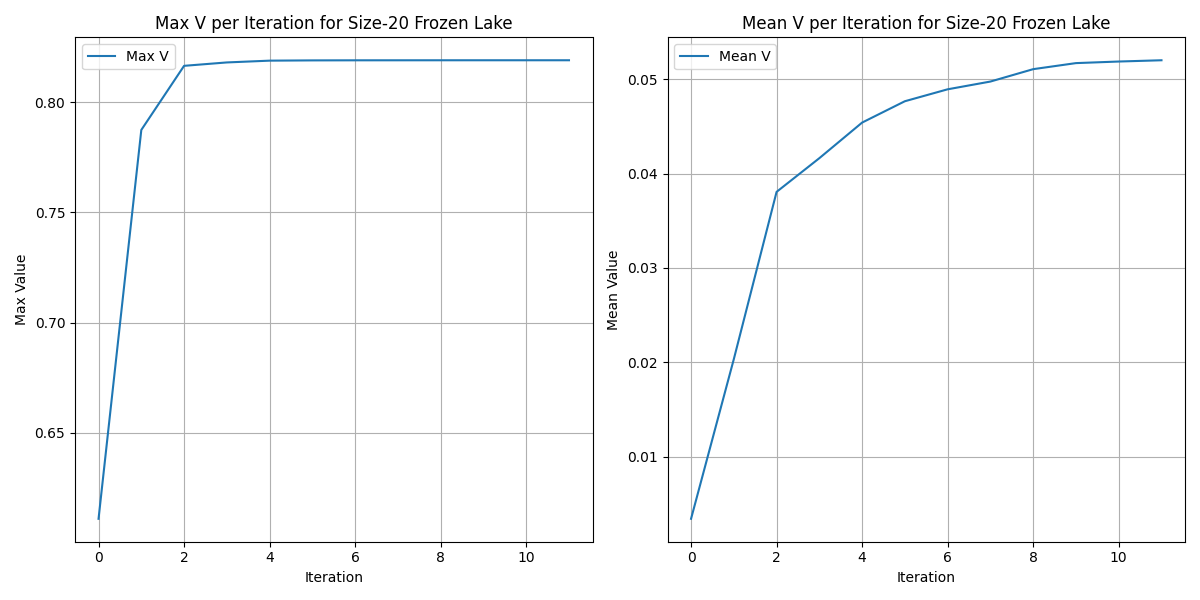 Max V per Iteration for Size-20 Frozen Lake
Max V
0.80
0.75
0.70
0.65
Max Value
0 2 4 6 8 10
Iteration
Mean V per Iteration for Size-20 Frozen Lake
Mean V
0.05
0.04
0.03
0.02
0.01
Mean Value
0 2 4 6 8 10
Iteration